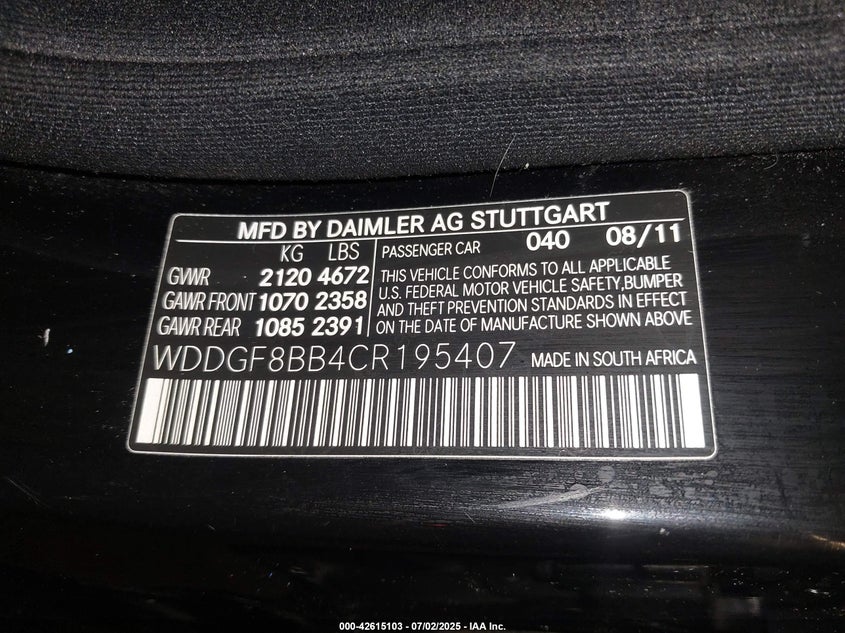 MFD BY DAIMLER AG STUTTGART
KG LBS PASSENGER CAR 040 08/11
GVWR 2120 4672
GAWR FRONT 1070 2358
GAWR REAR 1085 2391
THIS VEHICLE CONFORMS TO ALL APPLICABLE
U.S. FEDERAL MOTOR VEHICLE SAFETY, BUMPER
AND THEFT PREVENTION STANDARDS IN EFFECT
ON THE DATE OF MANUFACTURE SHOWN ABOVE
WDDGF8BB4CR195407 MADE IN SOUTH AFRICA
000-42615103 - 07/02/2025 - IAA Inc.